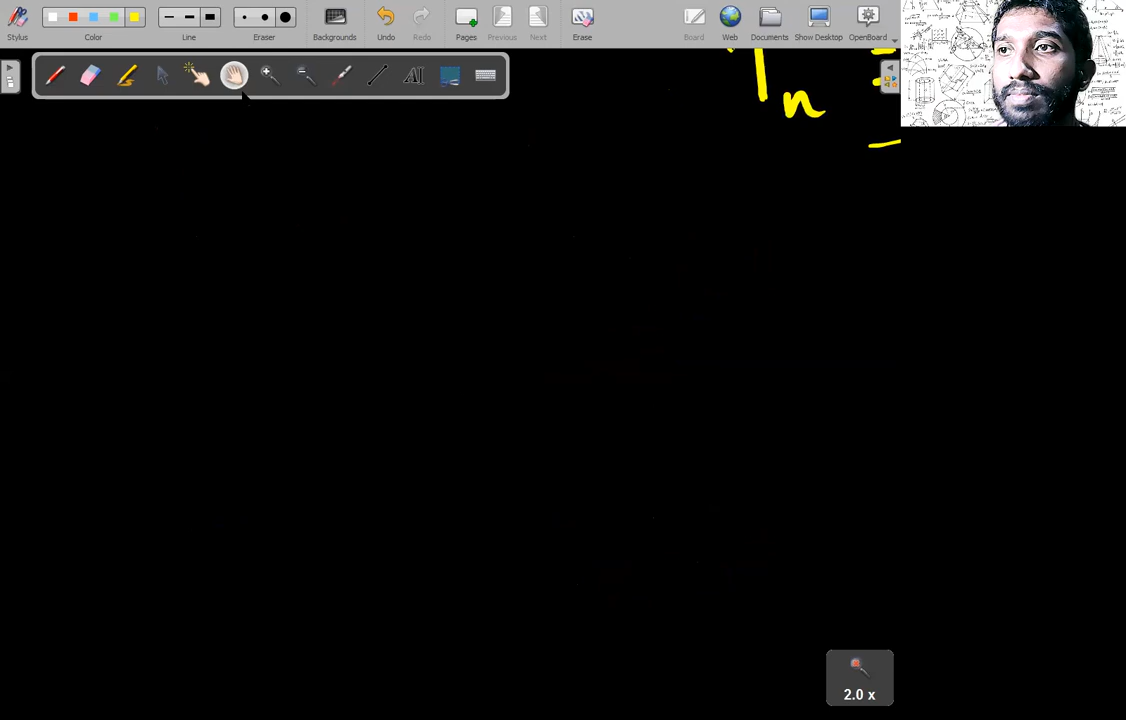 Stylus Color Line Eraser Backgrounds Undo Redo Pages Previous Next Erase Board Web Documents Show Desktop OpenBoard
AI
n
2.0 x